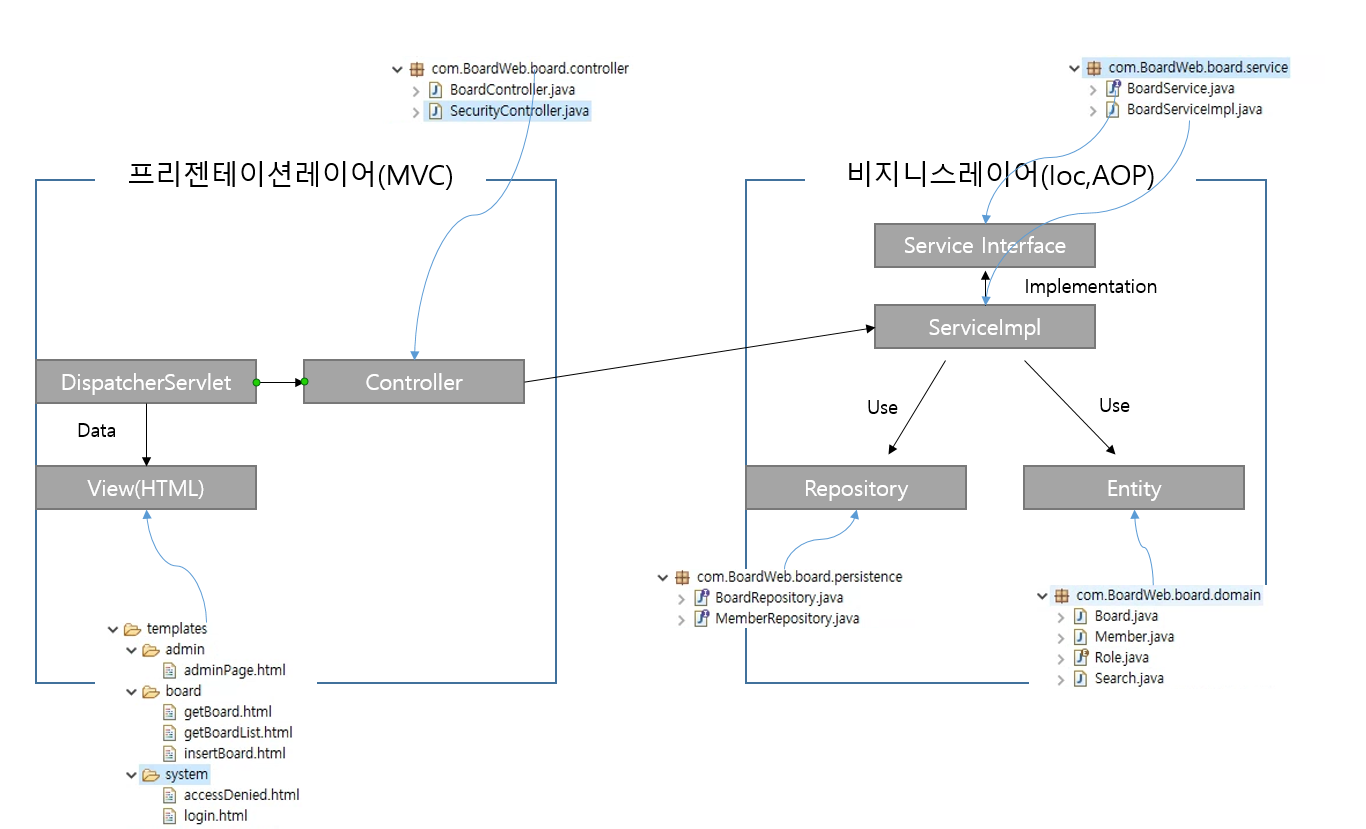 com.BoardWeb.board.controller
BoardController.java
SecurityController.java
com.BoardWeb.board.service
BoardService.java
BoardServiceImpl.java
프리젠테이션레이어(MVC)
비지니스레이어(Ioc,AOP)
Service Interface
Implementation
ServiceImpl
DispatcherServlet
Controller
Data
Use
Use
View(HTML)
Repository
Entity
com.BoardWeb.board.persistence
BoardRepository.java
MemberRepository.java
com.BoardWeb.board.domain
Board.java
Member.java
Role.java
Search.java
templates
admin
adminPage.html
board
getBoard.html
getBoardList.html
insertBoard.html
system
accessDenied.html
login.html